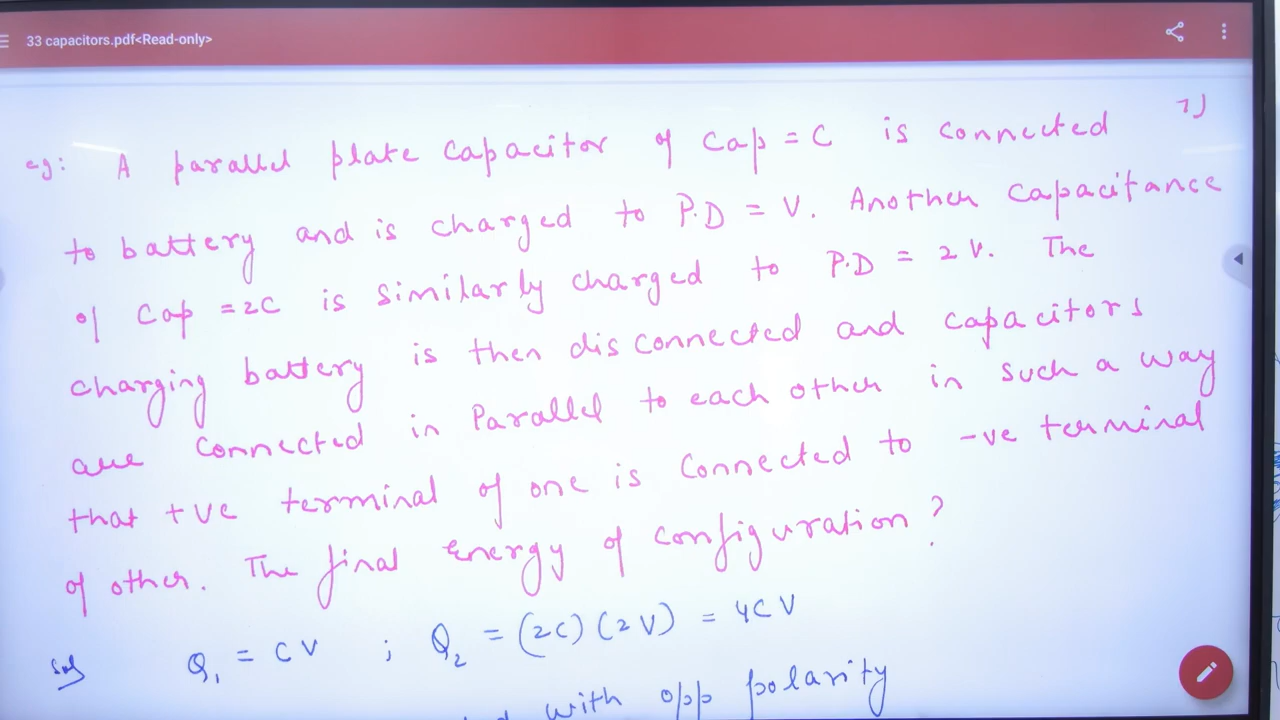 33 capacitors.pdf<Read-only>
7)
eg: A parallel plate capacitor of Cap = C is connected
to battery and is charged to P.D = V. Another Capacitance
of Cap = 2C is similarly charged to P.D = 2V. The
charging battery is then disconnected and capacitors
are connected in Parallel to each other in such a way
that +ve terminal of one is connected to -ve terminal
of other. The final Energy of configuration?
Sol Q₁ = CV ; Q₂ = (2C)(2V) = 4CV
with opp polarity